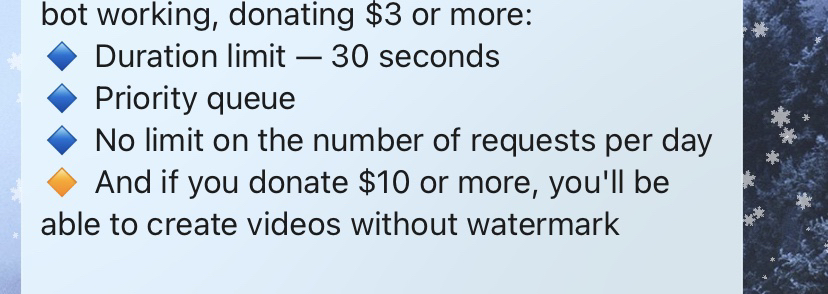 bot working, donating $3 or more:
🔷 Duration limit — 30 seconds
🔷 Priority queue
🔷 No limit on the number of requests per day
🔶 And if you donate $10 or more, you'll be
able to create videos without watermark